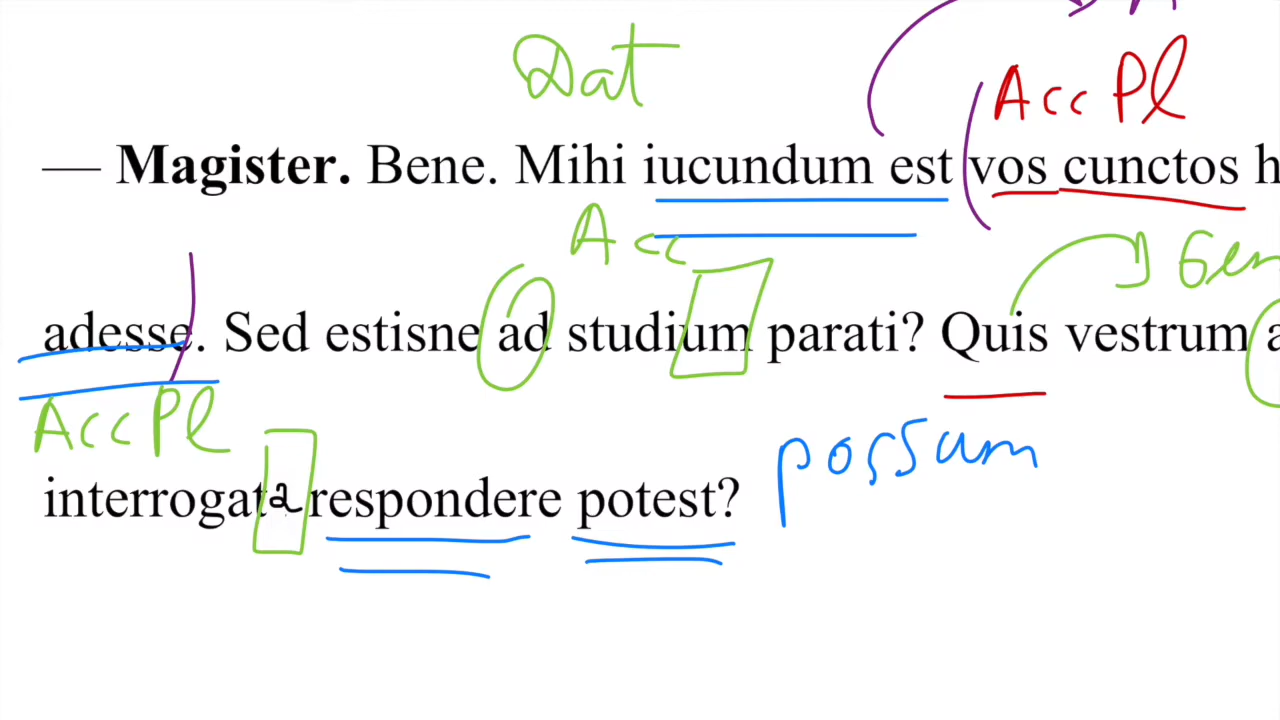 Dat
Acc Pl
— Magister. Bene. Mihi iucundum est vos cunctos
Acc
Gen
adesse. Sed estisne ad studium parati? Quis vestrum
Acc Pl
possum
interrogata respondere potest?